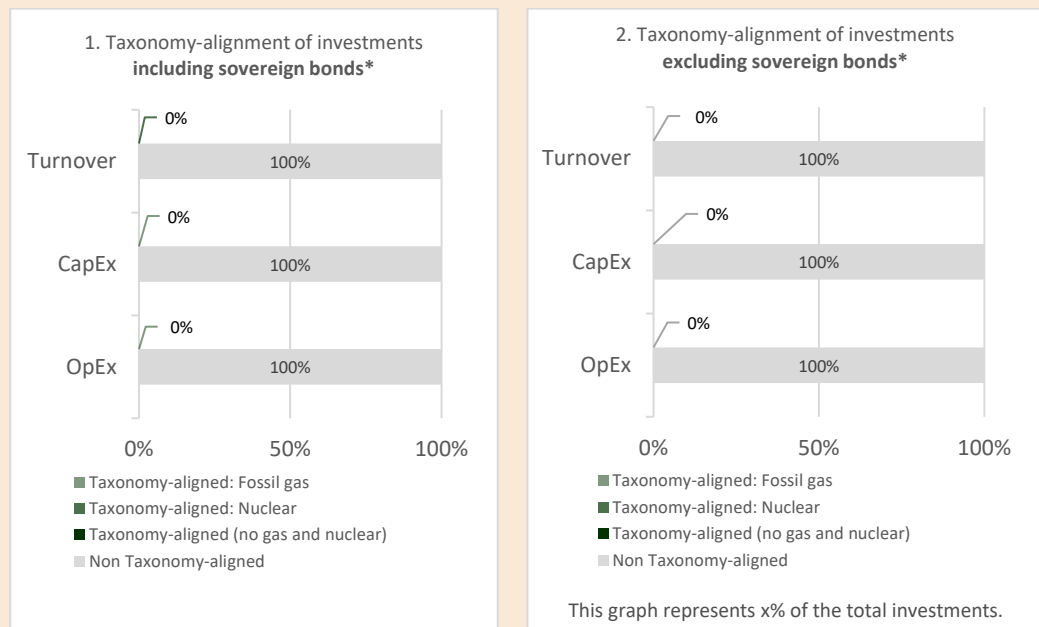 1. Taxonomy-alignment of investments
including sovereign bonds*
0%
Turnover
100%
0%
CapEx
100%
0%
OpEx
100%
0%
50%
100%
Taxonomy-aligned: Fossil gas
Taxonomy-aligned: Nuclear
Taxonomy-aligned (no gas and nuclear)
Non Taxonomy-aligned
2. Taxonomy-alignment of investments
excluding sovereign bonds*
0%
Turnover
100%
0%
CapEx
100%
0%
OpEx
100%
0%
50%
100%
Taxonomy-aligned: Fossil gas
Taxonomy-aligned: Nuclear
Taxonomy-aligned (no gas and nuclear)
Non Taxonomy-aligned
This graph represents x% of the total investments.